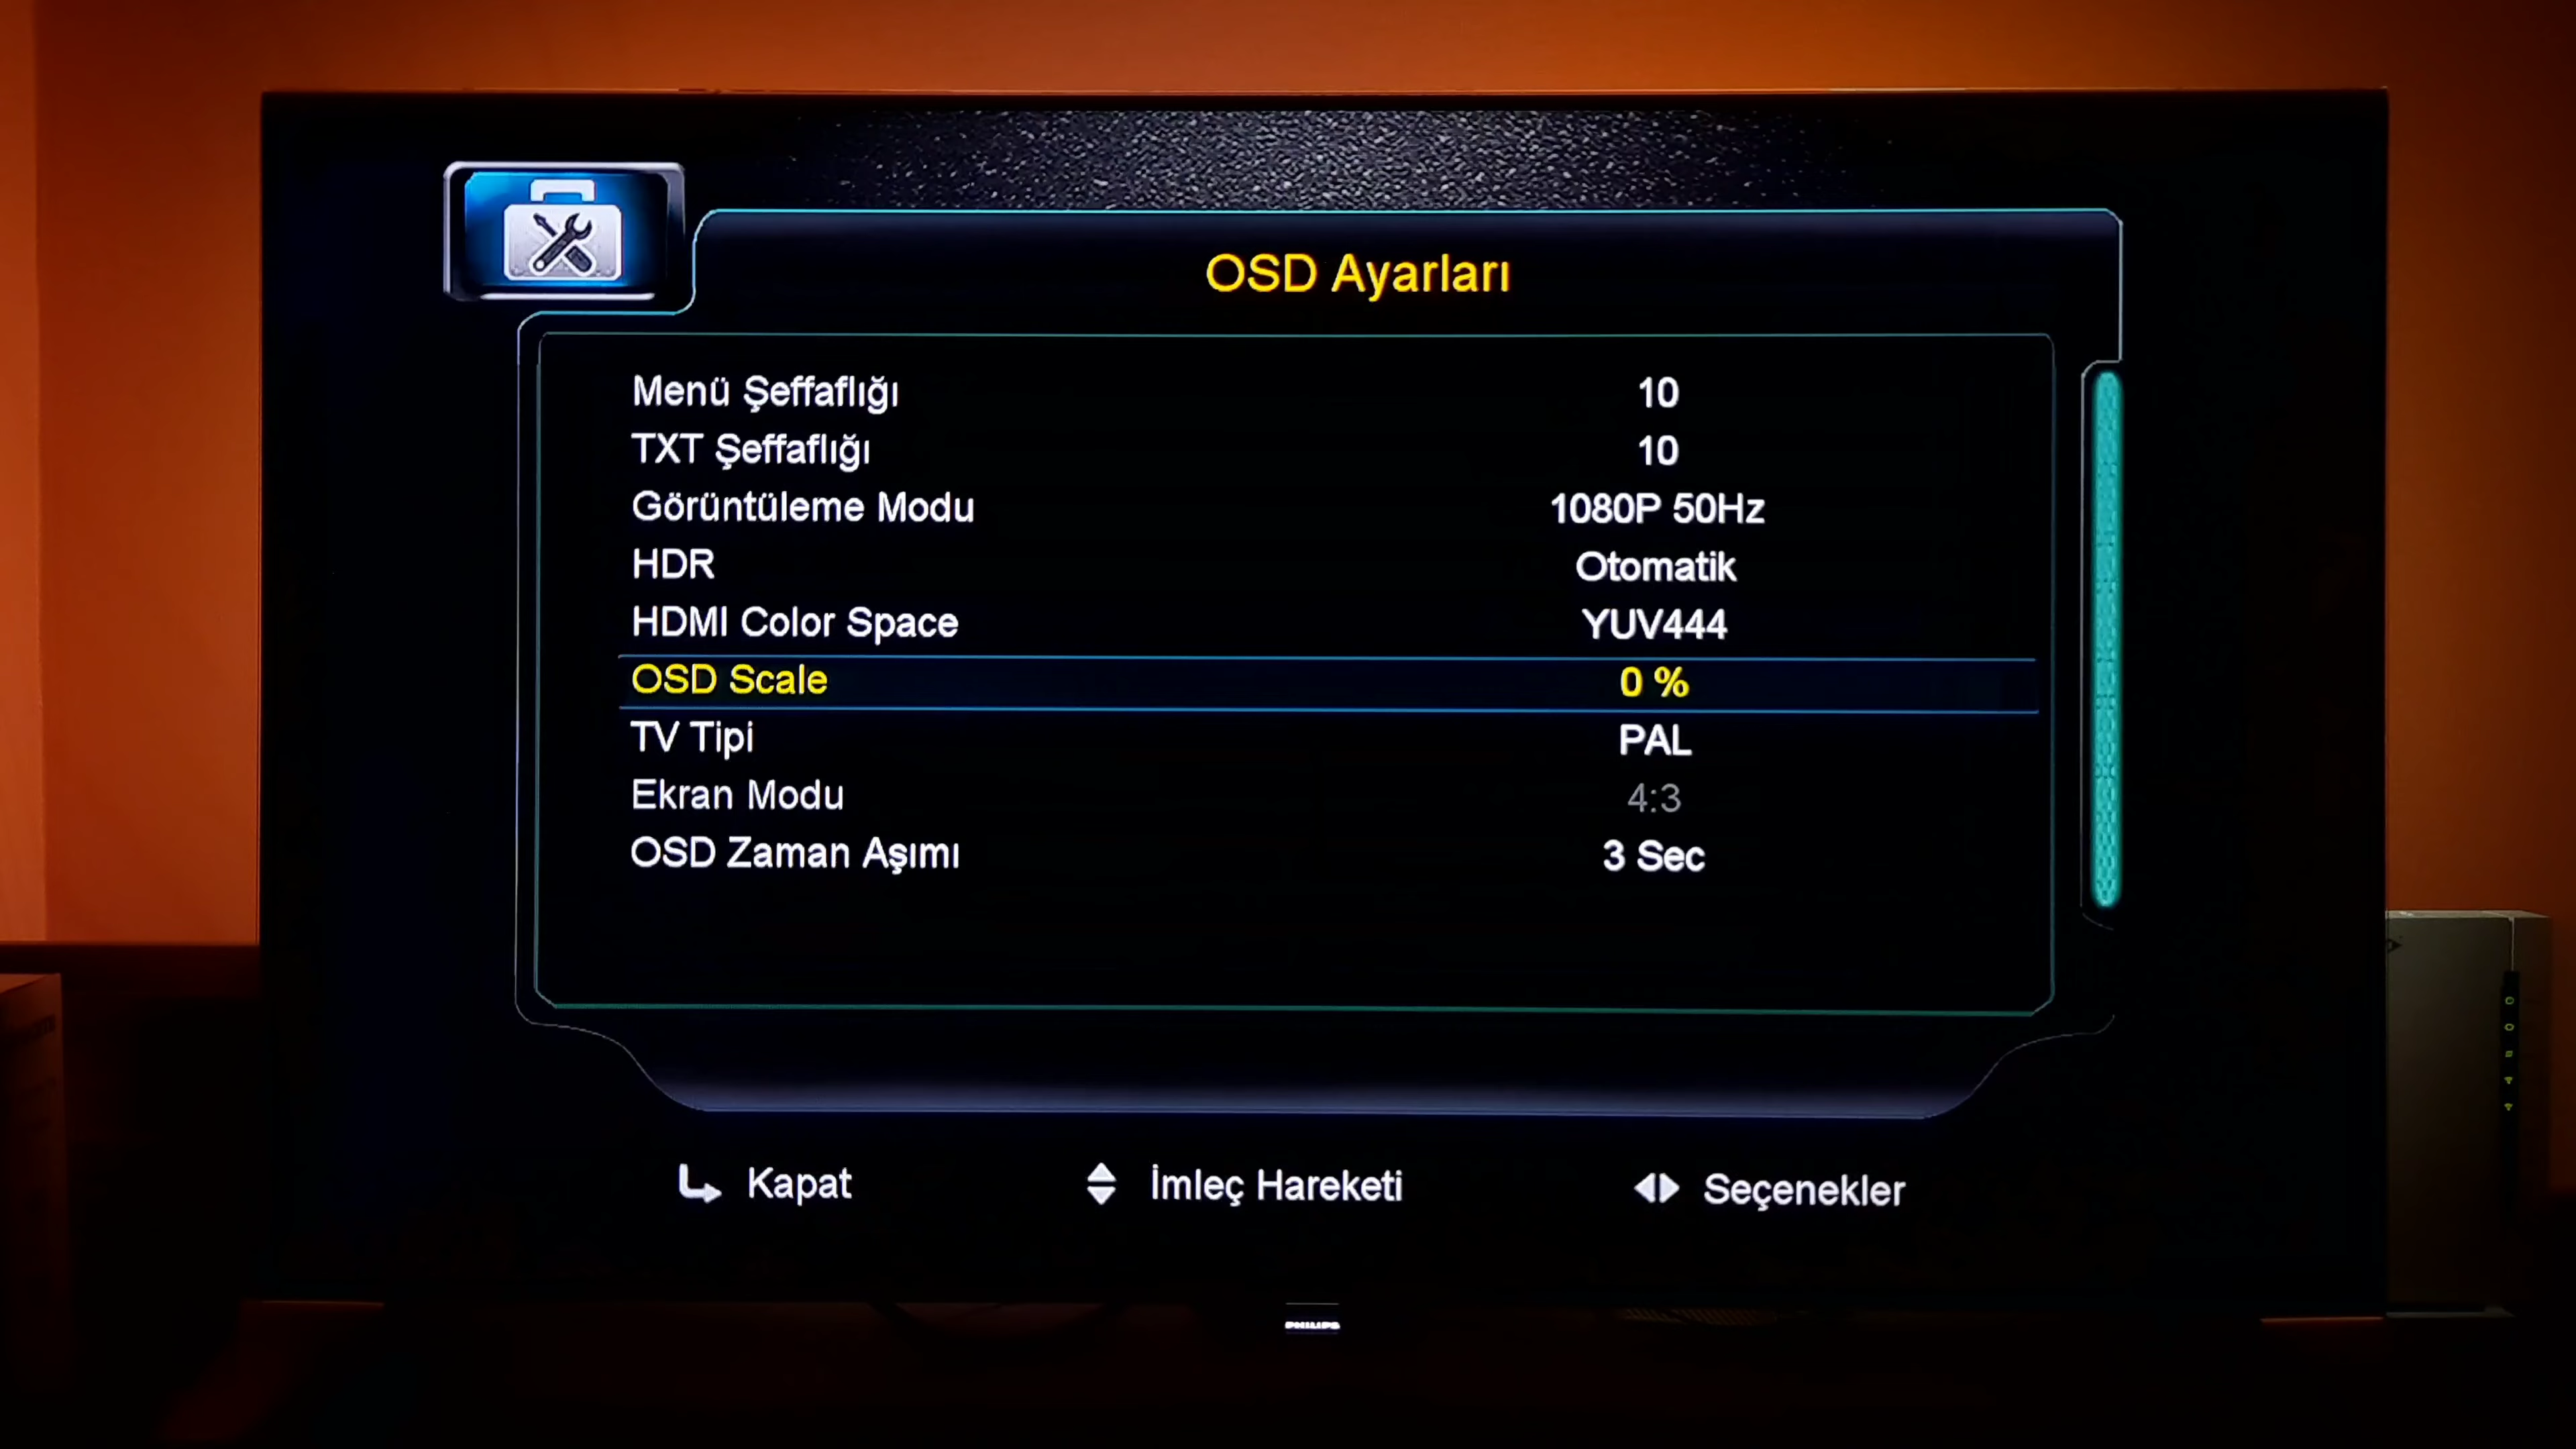 OSD Ayarları
Menü Şeffaflığı 10
TXT Şeffaflığı 10
Görüntüleme Modu 1080P 50Hz
HDR Otomatik
HDMI Color Space YUV444
OSD Scale 0 %
TV Tipi PAL
Ekran Modu 4:3
OSD Zaman Aşımı 3 Sec
Kapat İmleç Hareketi Seçenekler
PHILIPS